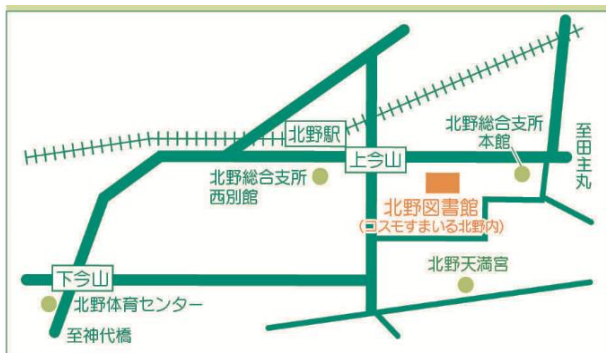 北野駅
上今山
北野総合支所
本館
至田主丸
北野総合支所
西別館
北野図書館
(コスモすまいる北野内)
北野天満宮
下今山
北野体育センター
至神代橋